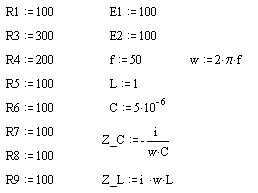 R1 := 100 E1 := 100
R3 := 300 E2 := 100
R4 := 200 f := 50 w := 2·π·f
R5 := 100 L := 1
R6 := 100 C := 5·10^-6
R7 := 100 Z_C := -i/(w·C)
R8 := 100
R9 := 100 Z_L := i ·w·L